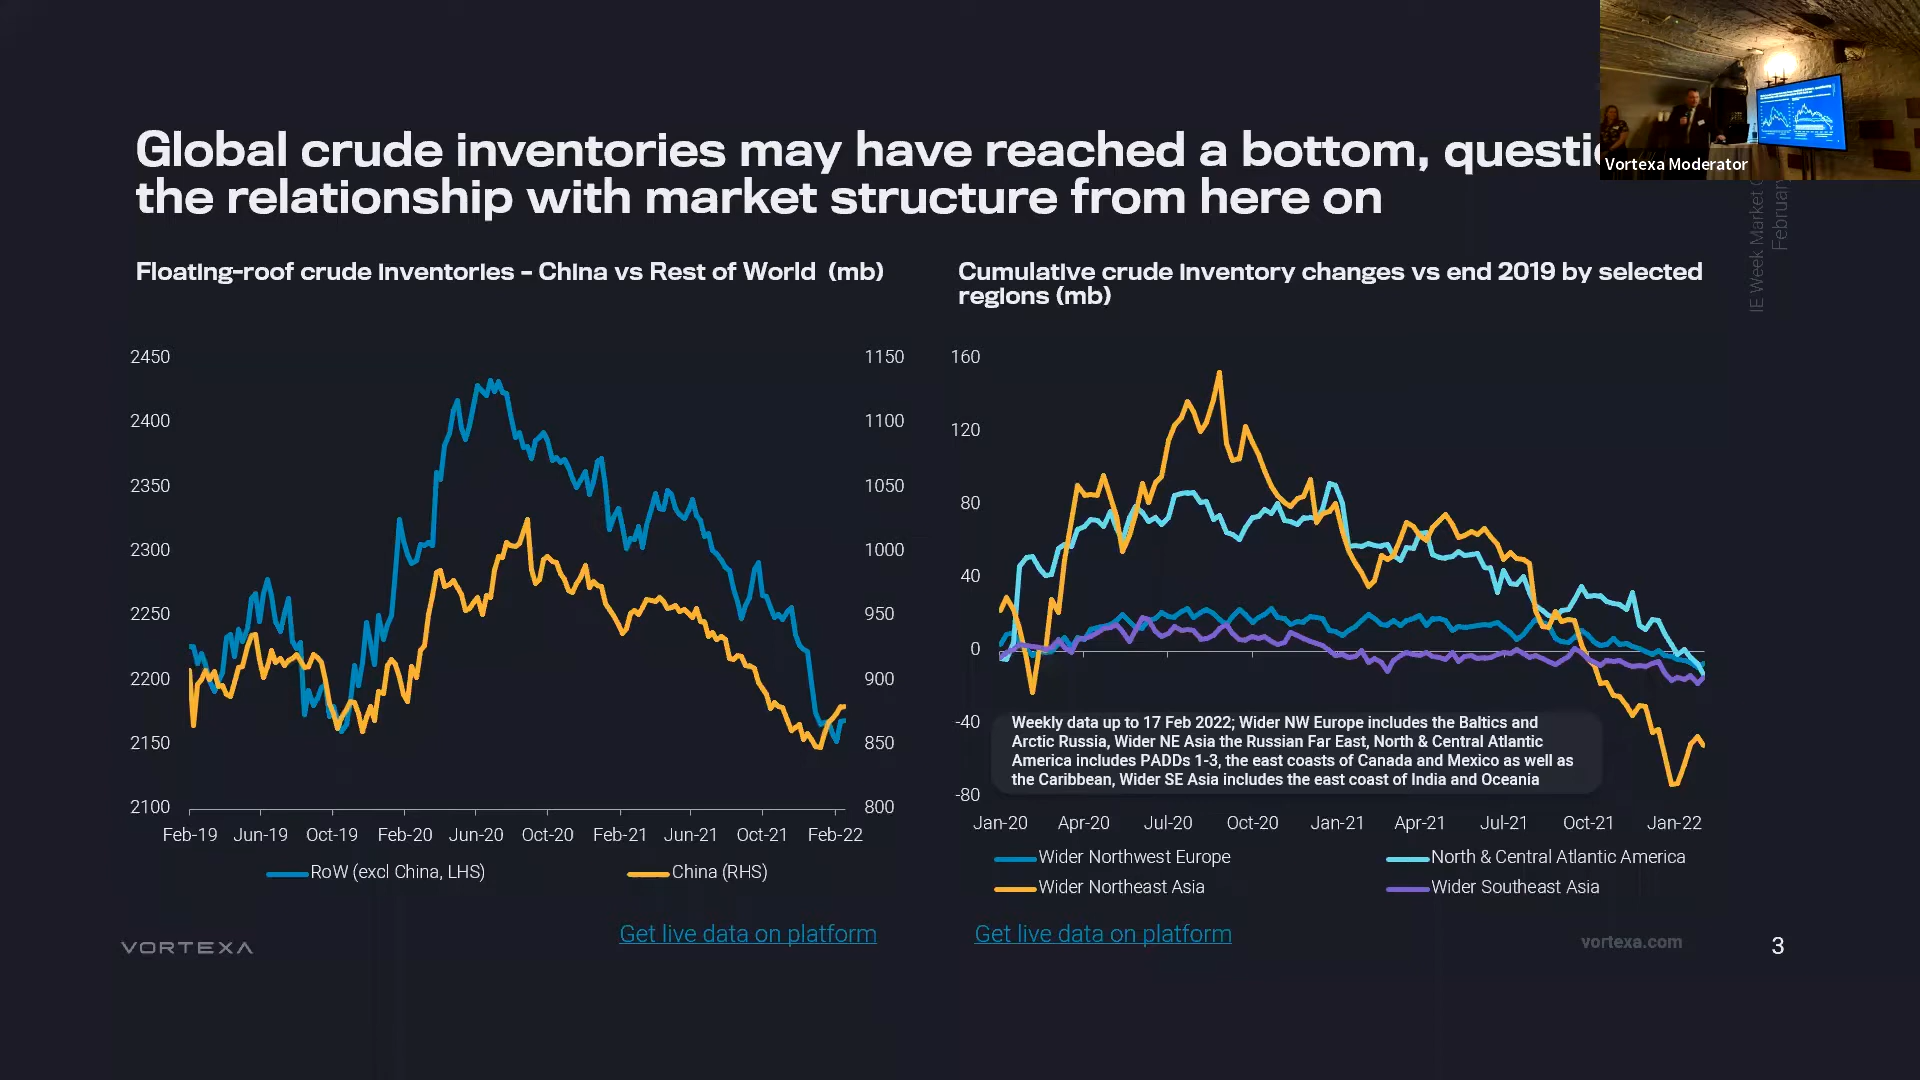 Global crude inventories may have reached a bottom,
the relationship with market structure from here on
Vortexa Moderator
IE Week Market
February
Floating-roof crude inventories – China vs Rest of World (mb)
2450
2400
2350
2300
2250
2200
2150
2100
1150
1100
1050
1000
950
900
850
800
Feb-19 Jun-19 Oct-19 Feb-20 Jun-20 Oct-20 Feb-21 Jun-21 Oct-21 Feb-22
RoW (excl China, LHS) China (RHS)
Get live data on platform
Cumulative crude inventory changes vs end 2019 by selected
regions (mb)
160
120
80
40
0
-40
-80
Weekly data up to 17 Feb 2022; Wider NW Europe includes the Baltics and
Arctic Russia, Wider NE Asia the Russian Far East, North & Central Atlantic
America includes PADDs 1-3, the east coasts of Canada and Mexico as well as
the Caribbean, Wider SE Asia includes the east coast of India and Oceania
Jan-20 Apr-20 Jul-20 Oct-20 Jan-21 Apr-21 Jul-21 Oct-21 Jan-22
Wider Northwest Europe North & Central Atlantic America
Wider Northeast Asia Wider Southeast Asia
Get live data on platform
VORTEXA
vortexa.com
3